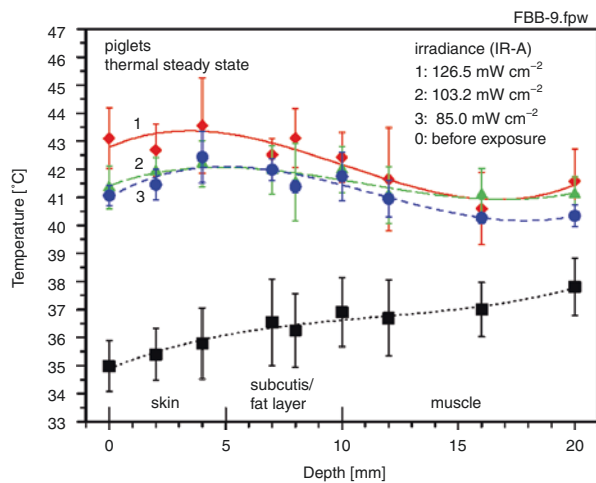 FBB-9.fpw
piglets
thermal steady state
irradiance (IR-A)
1: 126.5 mW cm⁻²
2: 103.2 mW cm⁻²
3: 85.0 mW cm⁻²
0: before exposure
1
2
3
47
46
45
44
43
42
41
40
39
38
37
36
35
34
33
Temperature [˚C]
skin
subcutis/
fat layer
muscle
0
5
10
15
20
Depth [mm]